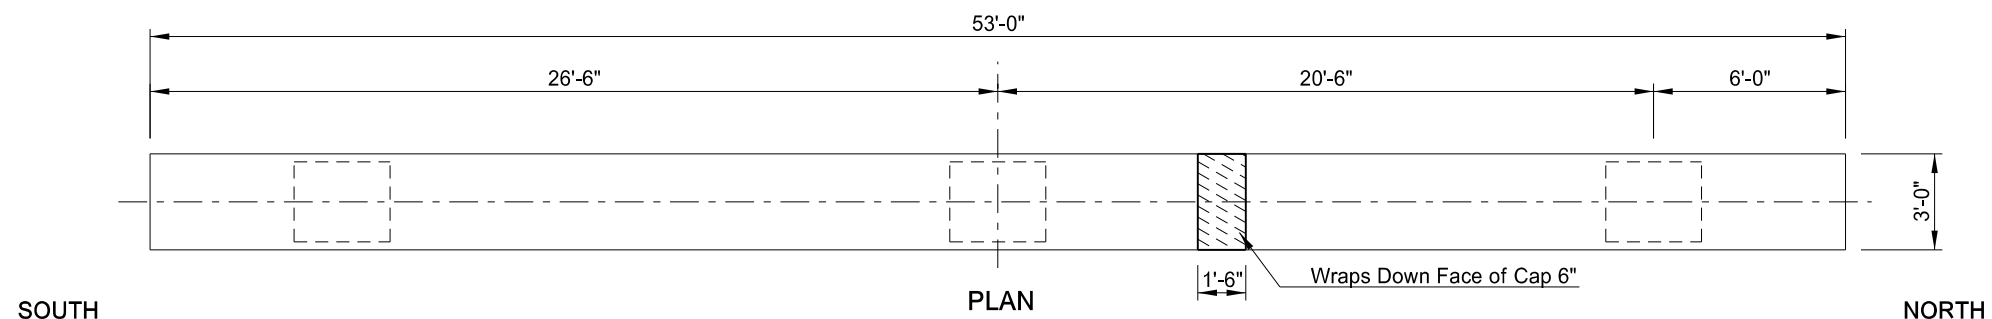 53'-0"
26'-6"
20'-6"
6'-0"
3'-0"
1'-6"
Wraps Down Face of Cap 6"
PLAN
SOUTH
NORTH